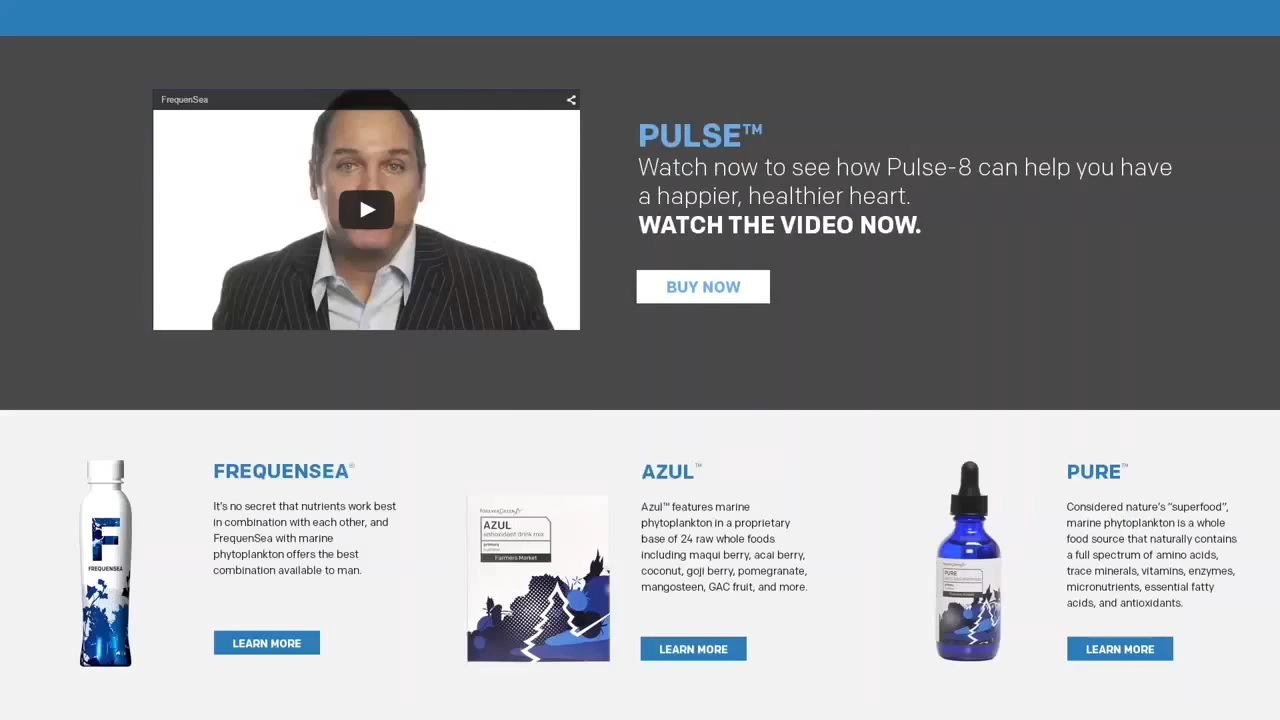 FrequenSea
PULSE™
Watch now to see how Pulse-8 can help you have
a happier, healthier heart.
WATCH THE VIDEO NOW.
BUY NOW
F
FREQUENSEA
FREQUENSEA®
It's no secret that nutrients work best
in combination with each other, and
FrequenSea with marine
phytoplankton offers the best
combination available to man.
LEARN MORE
AZUL
antioxidant drink mix
Farmers Market
AZUL™
Azul™ features marine
phytoplankton in a proprietary
base of 24 raw whole foods
including maqui berry, acai berry,
coconut, goji berry, pomegranate,
mangosteen, GAC fruit, and more.
LEARN MORE
PURE
PURE™
Considered nature's "superfood",
marine phytoplankton is a whole
food source that naturally contains
a full spectrum of amino acids,
trace minerals, vitamins, enzymes,
micronutrients, essential fatty
acids, and antioxidants.
LEARN MORE